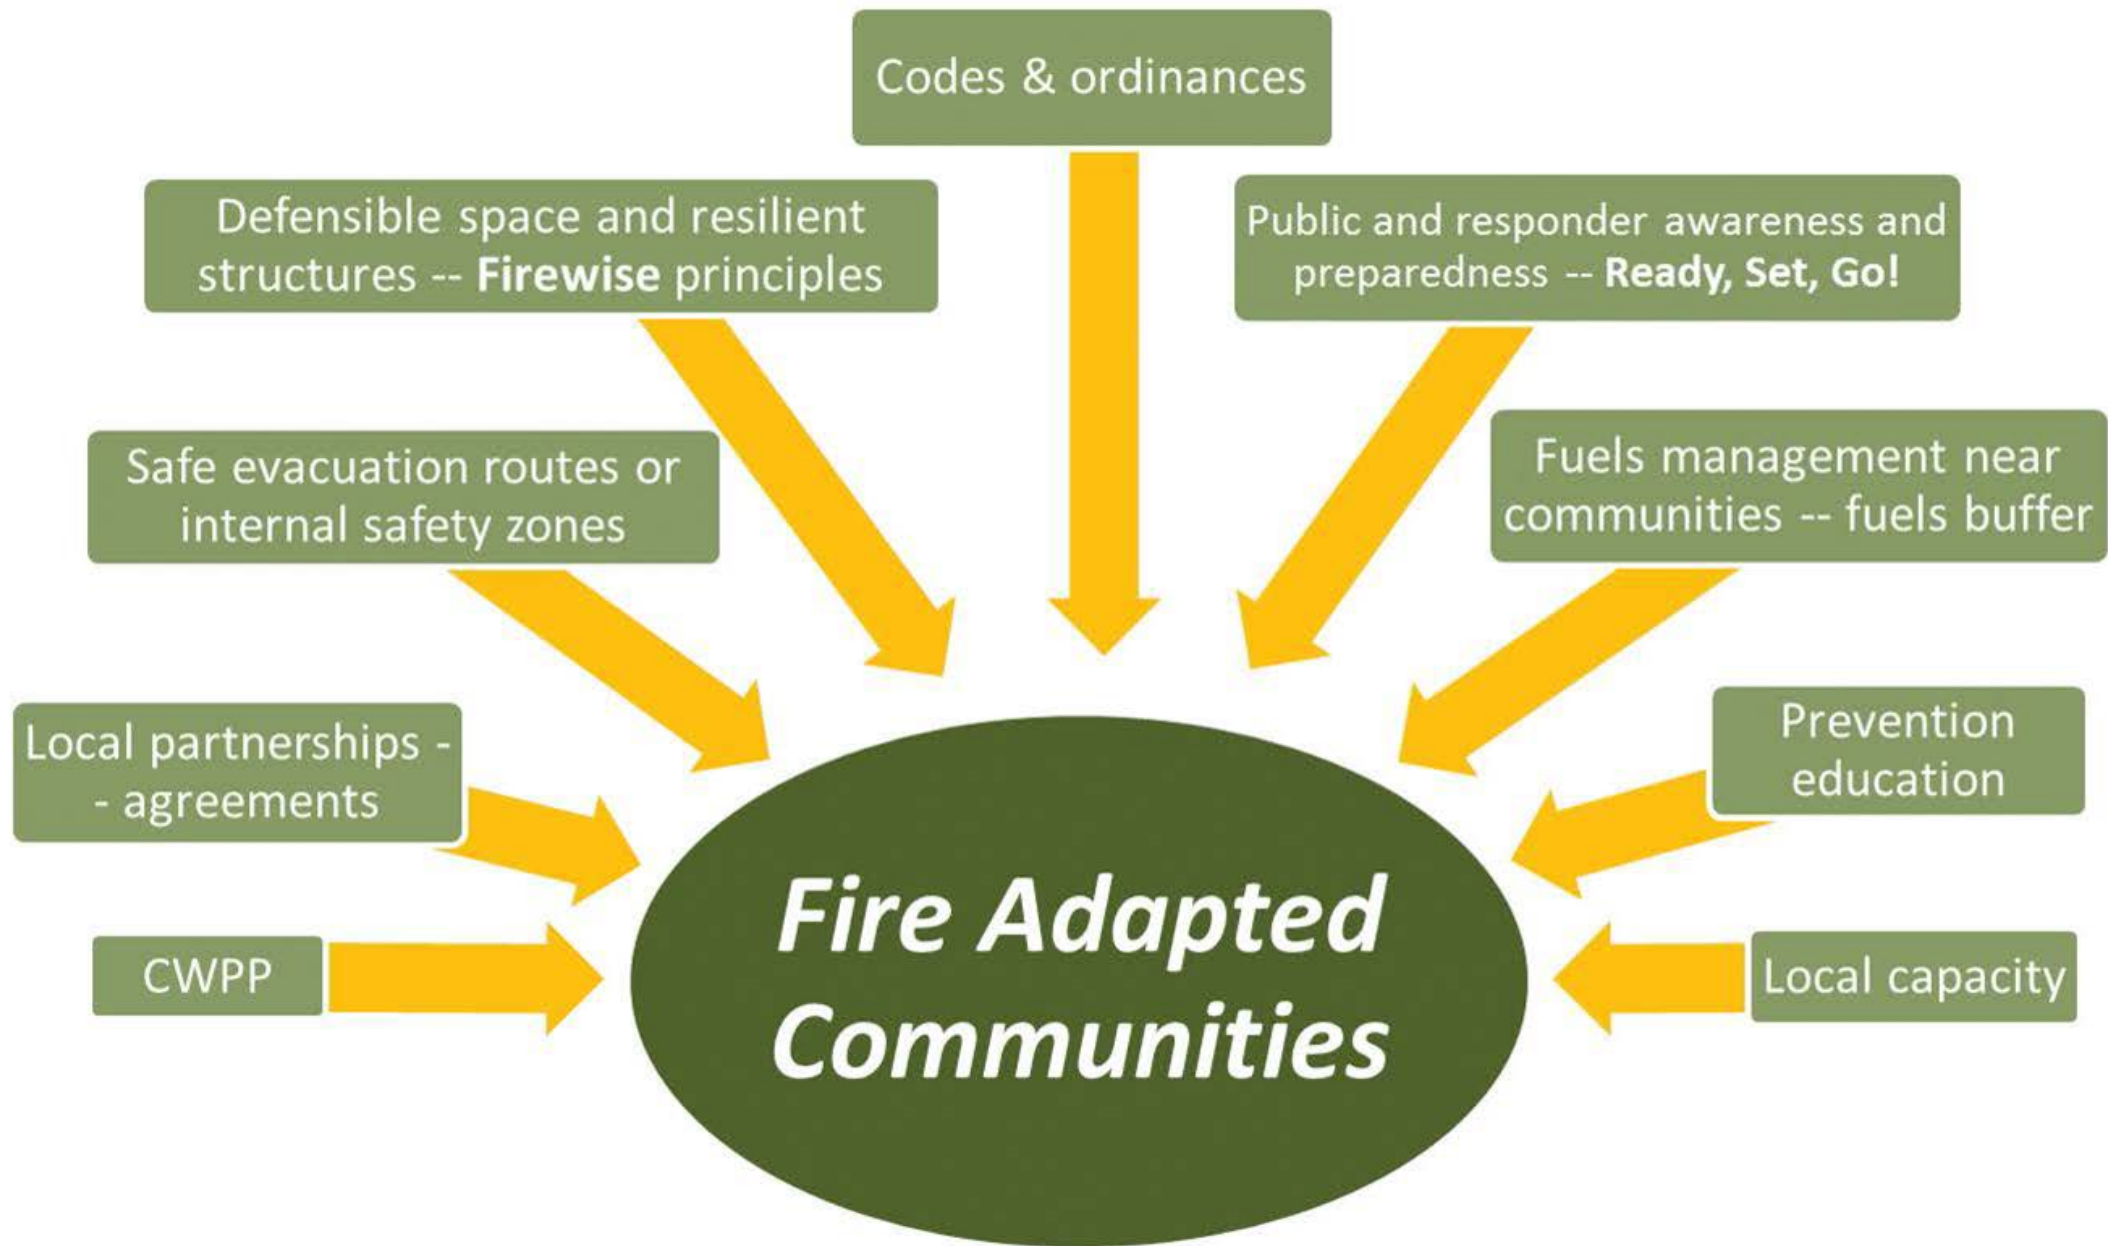 Codes & ordinances
Defensible space and resilient
structures -- Firewise principles
Public and responder awareness and
preparedness -- Ready, Set, Go!
Safe evacuation routes or
internal safety zones
Fuels management near
communities -- fuels buffer
Local partnerships -
- agreements
Prevention
education
CWPP
Local capacity
Fire Adapted
Communities